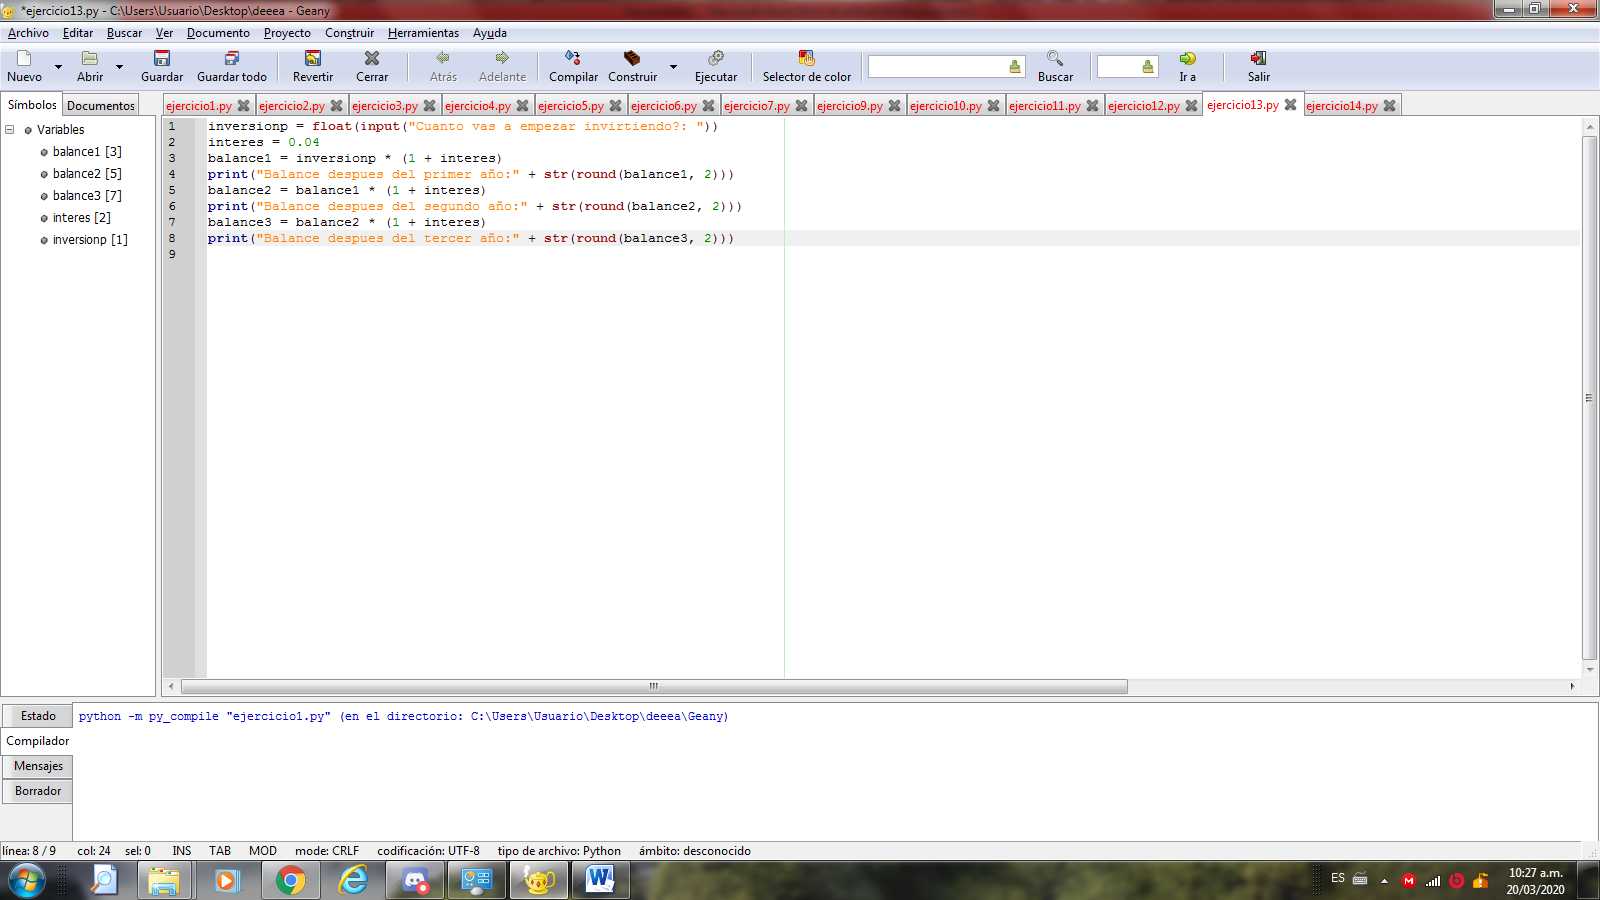 *ejercicio13.py - C:\Users\Usuario\Desktop\deeea - Geany
Archivo Editar Buscar Ver Documento Proyecto Construir Herramientas Ayuda
Nuevo Abrir Guardar Guardar todo Revertir Cerrar Atrás Adelante Compilar Construir Ejecutar Selector de color Buscar Ir a Salir
Símbolos Documentos
ejercicio1.py ejercicio2.py ejercicio3.py ejercicio4.py ejercicio5.py ejercicio6.py ejercicio7.py ejercicio9.py ejercicio10.py ejercicio11.py ejercicio12.py ejercicio13.py ejercicio14.py
Variables
balance1 [3]
balance2 [5]
balance3 [7]
interes [2]
inversionp [1]
1 inversionp = float(input("Cuanto vas a empezar invirtiendo?: "))
2 interes = 0.04
3 balance1 = inversionp * (1 + interes)
4 print("Balance despues del primer año:" + str(round(balance1, 2)))
5 balance2 = balance1 * (1 + interes)
6 print("Balance despues del segundo año:" + str(round(balance2, 2)))
7 balance3 = balance2 * (1 + interes)
8 print("Balance despues del tercer año:" + str(round(balance3, 2)))
9
Estado
Compilador
Mensajes
Borrador
python -m py_compile "ejercicio1.py" (en el directorio: C:\Users\Usuario\Desktop\deeea\Geany)
línea: 8 / 9 col: 24 sel: 0 INS TAB MOD mode: CRLF codificación: UTF-8 tipo de archivo: Python ámbito: desconocido
ES
10:27 a.m.
20/03/2020